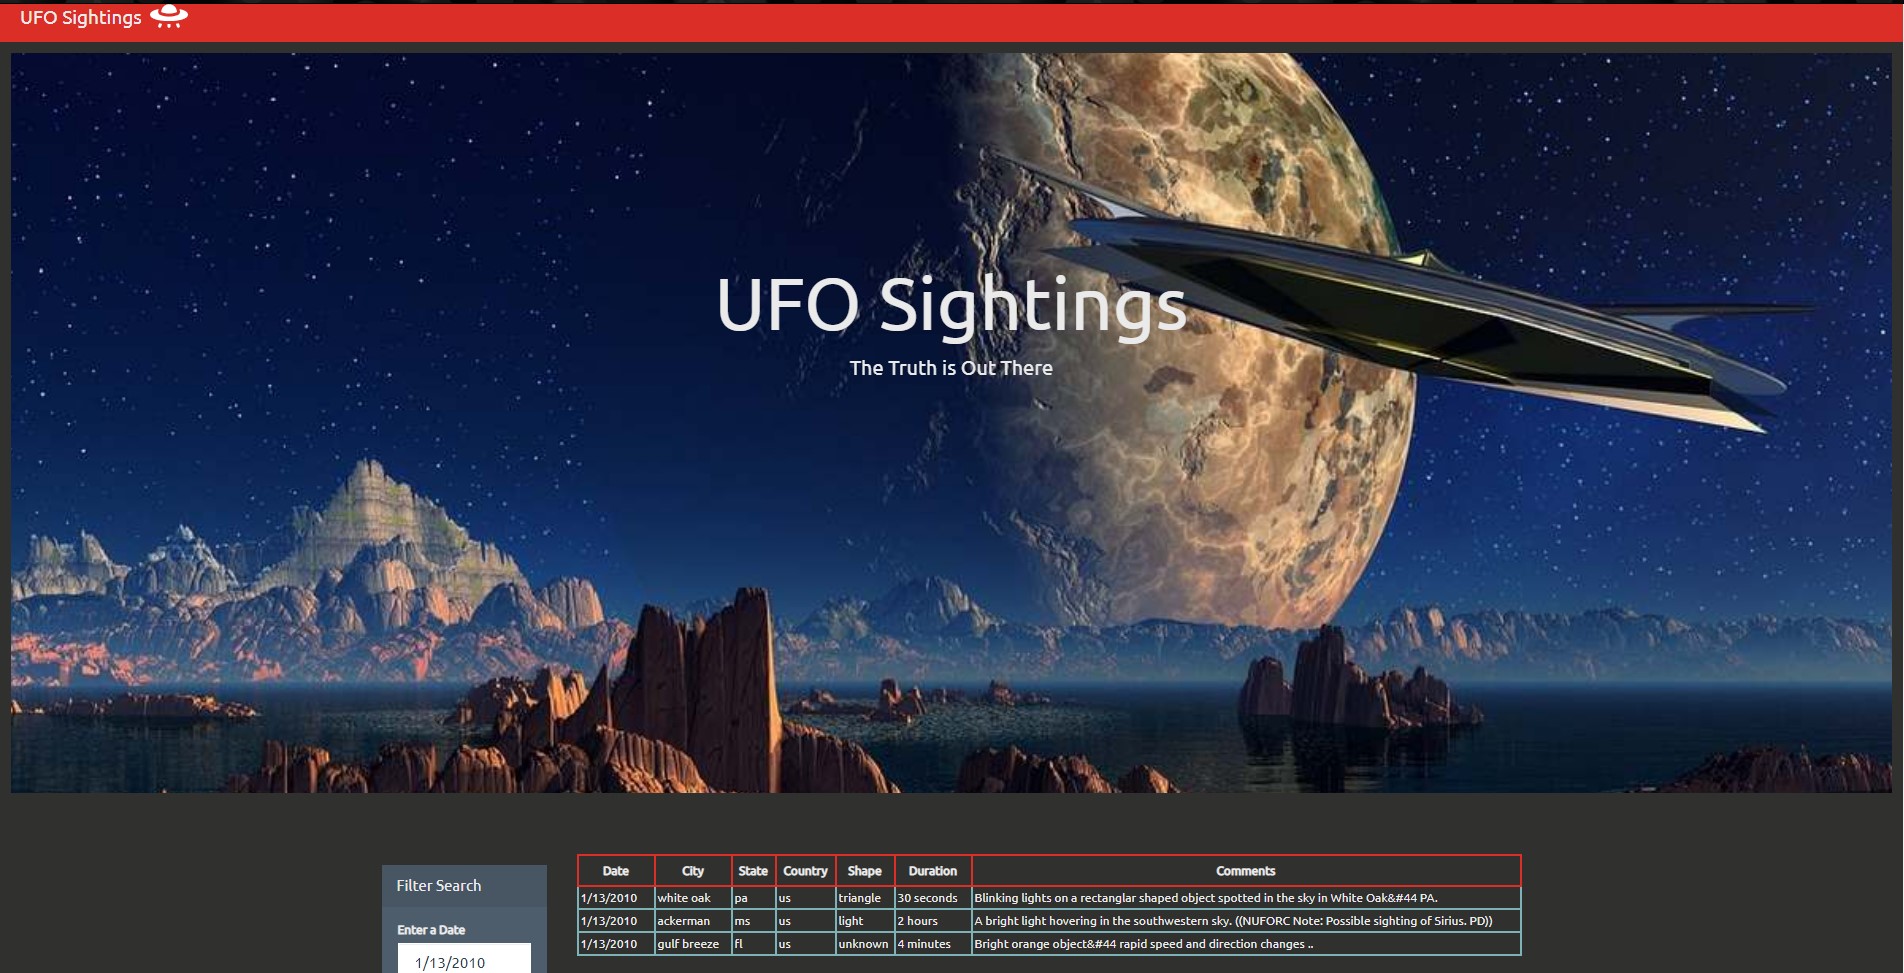 UFO Sightings
UFO Sightings
The Truth is Out There
Filter Search
Enter a Date
1/13/2010
Date City State Country Shape Duration Comments
1/13/2010 white oak pa us triangle 30 seconds Blinking lights on a rectanglar shaped object spotted in the sky in White Oak&#44 PA.
1/13/2010 ackerman ms us light 2 hours A bright light hovering in the southwestern sky. ((NUFORC Note: Possible sighting of Sirius. PD))
1/13/2010 gulf breeze fl us unknown 4 minutes Bright orange object&#44 rapid speed and direction changes ..